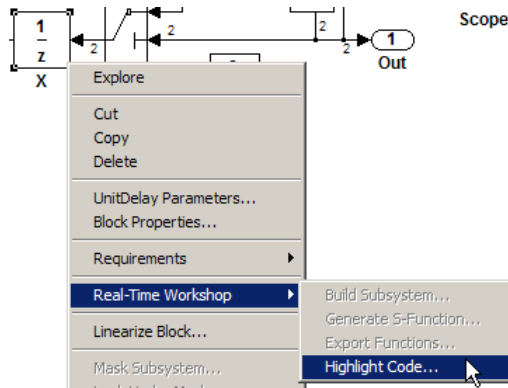 Scope
1
z
X
2
2
2
2
1
Out
Explore
Cut
Copy
Delete
UnitDelay Parameters...
Block Properties...
Requirements
Real-Time Workshop
Build Subsystem...
Generate S-Function...
Export Functions...
Linearize Block...
Highlight Code...
Mask Subsystem...